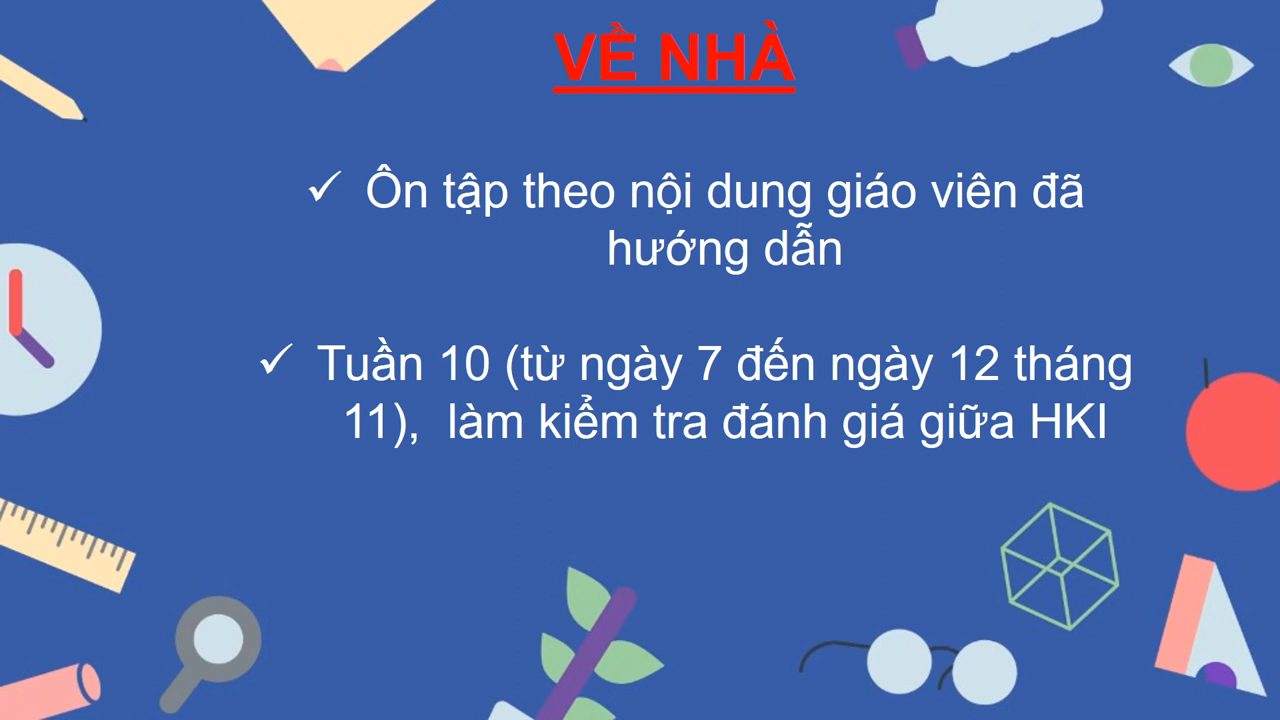 VỀ NHÀ
✓ Ôn tập theo nội dung giáo viên đã
hướng dẫn
✓ Tuần 10 (từ ngày 7 đến ngày 12 tháng
11), làm kiểm tra đánh giá giữa HKI